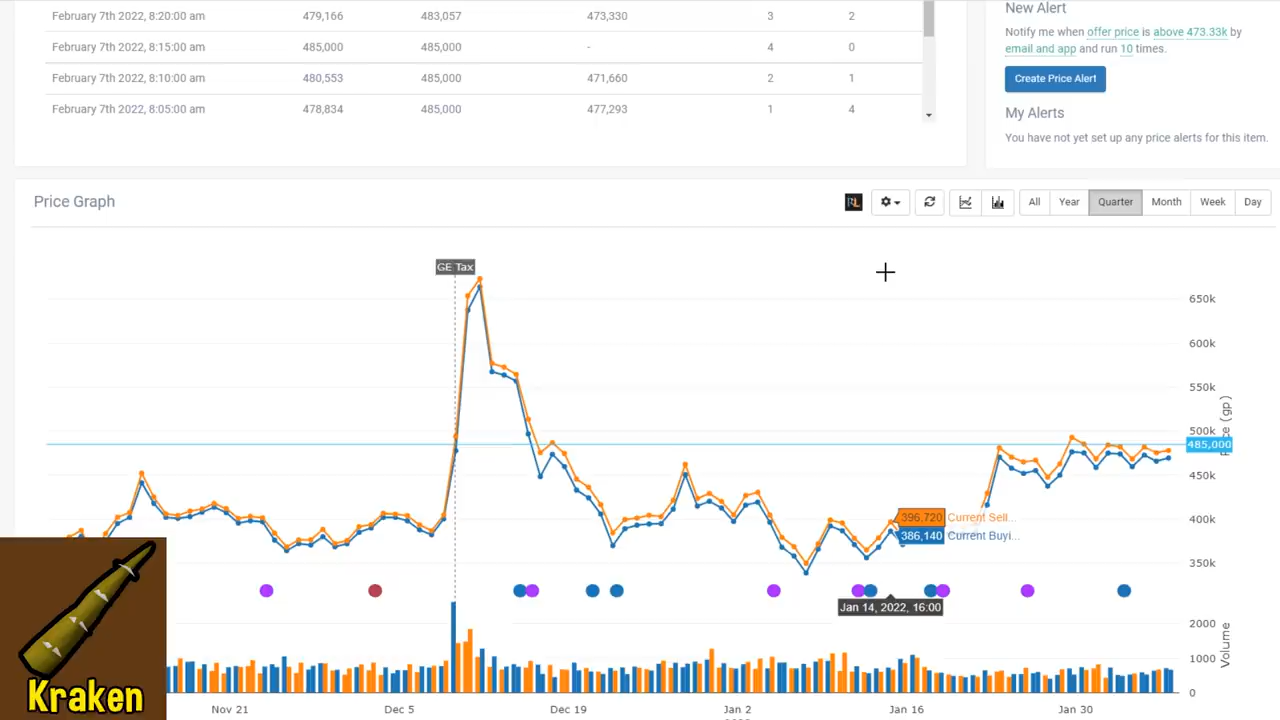 February 7th 2022, 8:20:00 am 479,166 483,057 473,330 3 2
February 7th 2022, 8:15:00 am 485,000 485,000 - 4 0
February 7th 2022, 8:10:00 am 480,553 485,000 471,660 2 1
February 7th 2022, 8:05:00 am 478,834 485,000 477,293 1 4
New Alert
Notify me when offer price is above 473.33k by
email and app and run 10 times.
Create Price Alert
My Alerts
You have not yet set up any price alerts for this item.
Price Graph
RL
All Year Quarter Month Week Day
GE Tax
650k
600k
550k
500k
485,000
450k
400k
350k
(gp)
396,720 Current Sell...
386,140 Current Buyi...
Jan 14, 2022, 16:00
2000
1000
0
Volume
Nov 21 Dec 5 Dec 19 Jan 2 Jan 16 Jan 30
Kraken